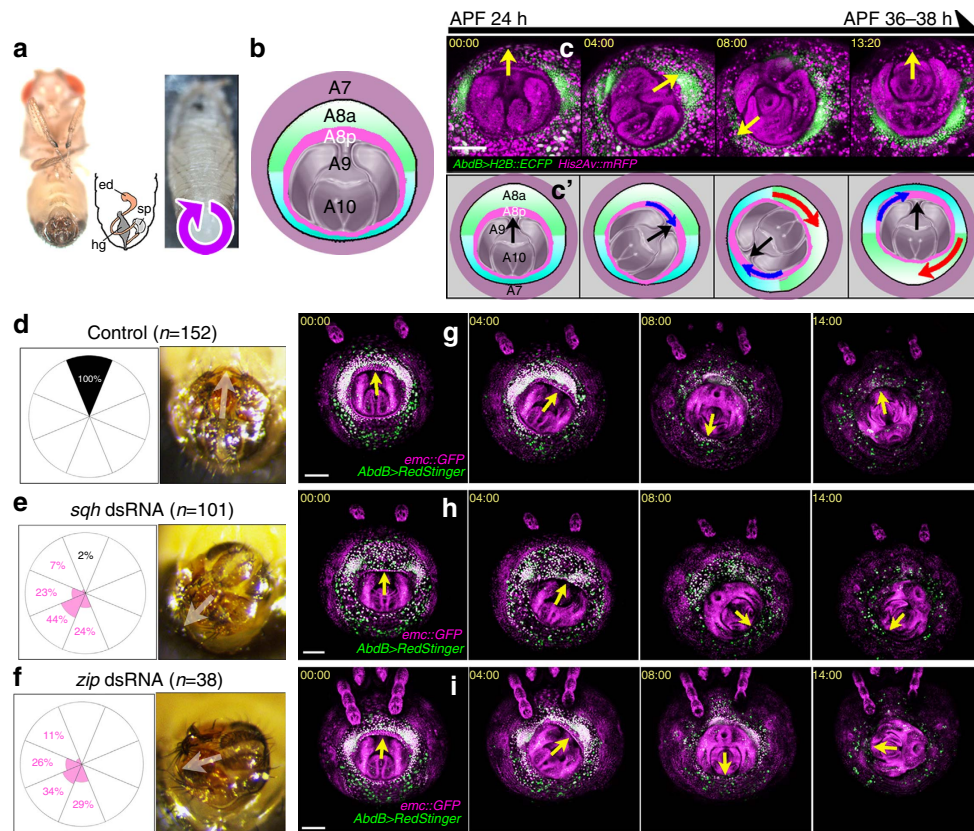 APF 24 h
APF 36–38 h
a
ed
sp
hg
b
A7
A8a
A8p
A9
A10
c
00:00
04:00
08:00
13:20
AbdB>H2B::ECFP His2Av::mRFP
c’
A8a
A8p
A9
A10
A7
d
Control (n=152)
100%
g
00:00
04:00
08:00
14:00
emc::GFP
AbdB>RedStinger
e
sqh dsRNA (n=101)
2%
7%
23%
44%
24%
h
00:00
04:00
08:00
14:00
emc::GFP
AbdB>RedStinger
f
zip dsRNA (n=38)
11%
26%
34%
29%
i
00:00
04:00
08:00
14:00
emc::GFP
AbdB>RedStinger